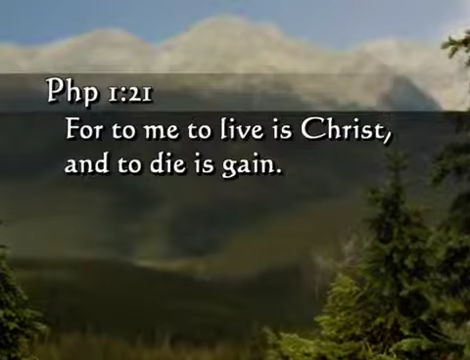 Php 1:21
For to me to live is Christ,
and to die is gain.